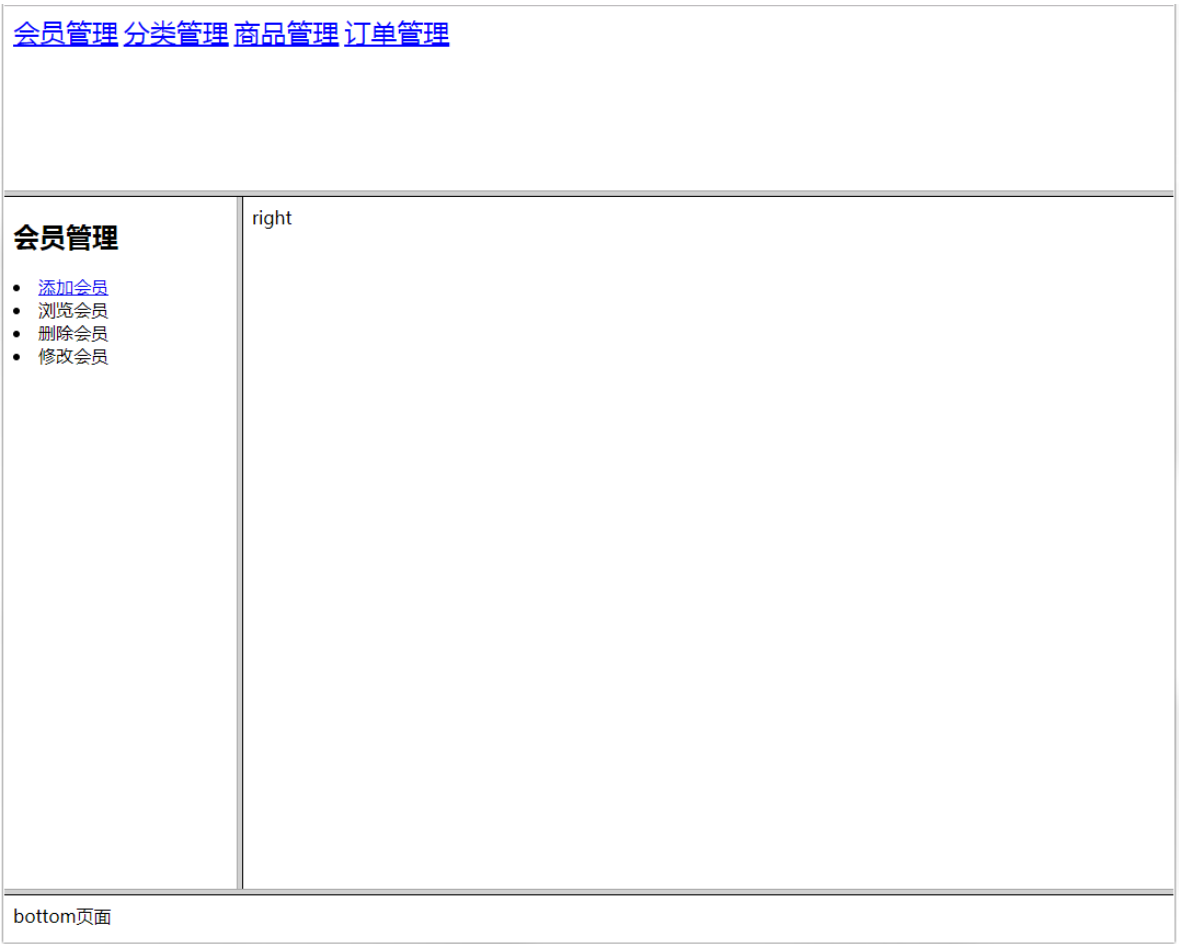 会员管理 分类管理 商品管理 订单管理
会员管理
添加会员
浏览会员
删除会员
修改会员
right
bottom页面